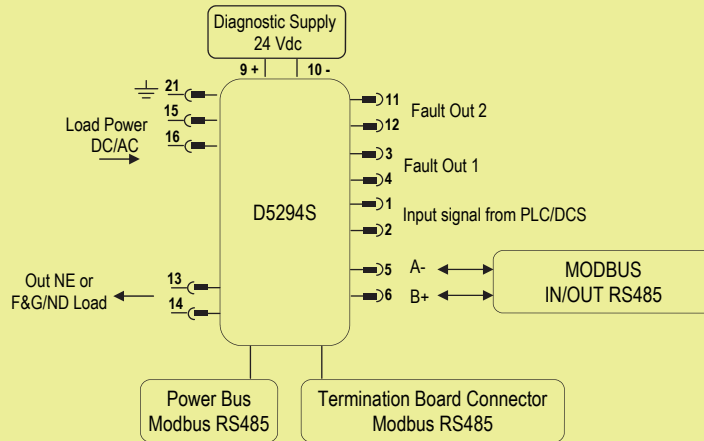 Diagnostic Supply
24 Vdc
9 + 10 -
21
15
16
Load Power
DC/AC
11
12
Fault Out 2
3
4
Fault Out 1
1
2
Input signal from PLC/DCS
D5294S
13
14
Out NE or
F&G/ND Load
5 A-
6 B+
MODBUS
IN/OUT RS485
Power Bus
Modbus RS485
Termination Board Connector
Modbus RS485